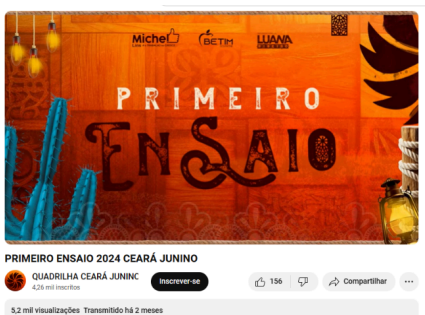 Michel
BETIM
LUANA
PRIMEIRO
ENSAIO
PRIMEIRO ENSAIO 2024 CEARÁ JUNINO
QUADRILHA CEARÁ JUNINO
4,26 mil inscritos
Inscrever-se
156
Compartilhar
5,2 mil visualizações Transmitido há 2 meses